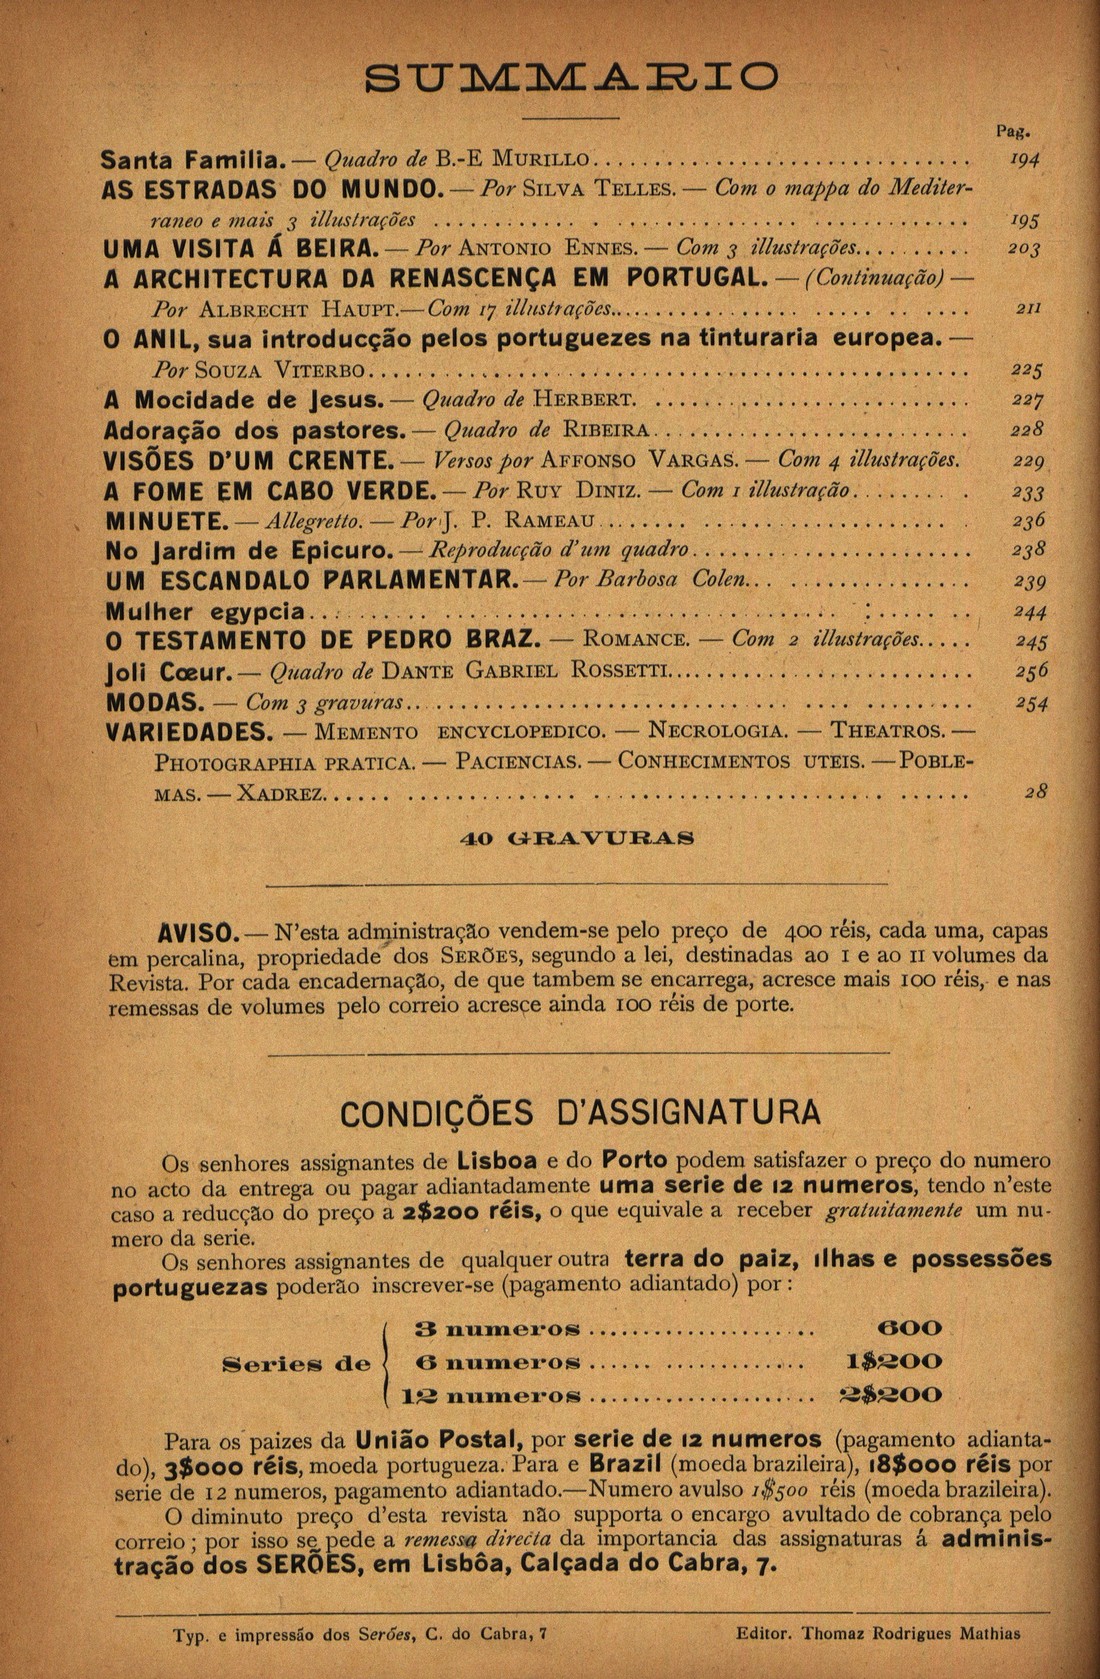 SUMMARIO
Pag.
Santa Familia. — Quadro de B.-E MURILLO............................... 194
AS ESTRADAS DO MUNDO. — Por SILVA TELLES. — Com o mappa do Mediter-
raneo e mais 3 illustrações ............................... 195
UMA VISITA Á BEIRA. — Por ANTONIO ENNES. — Com 3 illustrações.......... 203
A ARCHITECTURA DA RENASCENÇA EM PORTUGAL. — (Continuação) —
Por ALBRECHT HAUPT.— Com 17 illustrações............................... 211
O ANIL, sua introducção pelos portuguezes na tinturaria europea. —
Por SOUZA VITERBO............................... 225
A Mocidade de Jesus. — Quadro de HERBERT. ............................... 227
Adoração dos pastores. — Quadro de RIBEIRA............................... 228
VISÕES D'UM CRENTE. — Versos por AFFONSO VARGAS. — Com 4 illustrações. 229
A FOME EM CABO VERDE. — Por RUY DINIZ. — Com 1 illustração.......... 233
MINUETE. — Allegretto. — Por J. P. RAMEAU ............................... 236
No Jardim de Epicuro. — Reproducção d'um quadro............................... 238
UM ESCANDALO PARLAMENTAR. — Por Barbosa Colen............................... 239
Mulher egypcia............................... 244
O TESTAMENTO DE PEDRO BRAZ. — ROMANCE. — Com 2 illustrações..... 245
Joli Cœur. — Quadro de DANTE GABRIEL ROSSETTI............................... 256
MODAS. — Com 3 gravuras............................... 254
VARIEDADES. — MEMENTO ENCYCLOPEDICO. — NECROLOGIA. — THEATROS. —
PHOTOGRAPHIA PRATICA. — PACIENCIAS. — CONHECIMENTOS UTEIS. — POBLE-
MAS. — XADREZ............................... 28
40 GRAVURAS
AVISO. — N'esta administração vendem-se pelo preço de 400 réis, cada uma, capas
em percalina, propriedade dos SERÕES, segundo a lei, destinadas ao I e ao II volumes da
Revista. Por cada encadernação, de que tambem se encarrega, acresce mais 100 réis, e nas
remessas de volumes pelo correio acresce ainda 100 réis de porte.
CONDIÇÕES D'ASSIGNATURA
Os senhores assignantes de Lisboa e do Porto podem satisfazer o preço do numero
no acto da entrega ou pagar adiantadamente uma serie de 12 numeros, tendo n'este
caso a reducção do preço a 2$200 réis, o que equivale a receber gratuitamente um nu-
mero da serie.
Os senhores assignantes de qualquer outra terra do paiz, ilhas e possessões
portuguezas poderão inscrever-se (pagamento adiantado) por :
3 numeros ...................... 600
Series de 6 numeros ...................... 1$200
12 numeros ...................... 2$200
Para os paizes da União Postal, por serie de 12 numeros (pagamento adianta-
do), 3$000 réis, moeda portugueza. Para e Brazil (moeda brazileira), 18$000 réis por
serie de 12 numeros, pagamento adiantado.—Numero avulso 1$500 réis (moeda brazileira).
O diminuto preço d'esta revista não supporta o encargo avultado de cobrança pelo
correio ; por isso se pede a remessa directa da importancia das assignaturas á adminis-
tração dos SERÕES, em Lisbôa, Calçada do Cabra, 7.
Typ. e impressão dos Serões, C. do Cabra, 7
Editor. Thomaz Rodrigues Mathias